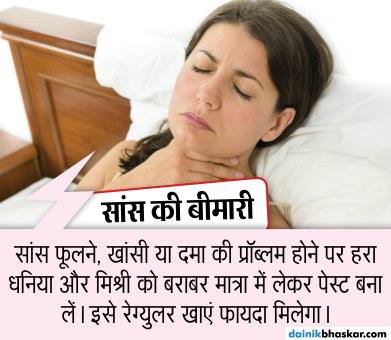 सांस की बीमारी
सांस फूलने, खांसी या दमा की प्रॉब्लम होने पर हरा
धनिया और मिश्री को बराबर मात्रा में लेकर पेस्ट बना
लें। इसे रेग्युलर खाएं फायदा मिलेगा।
dainikbhaskar.com